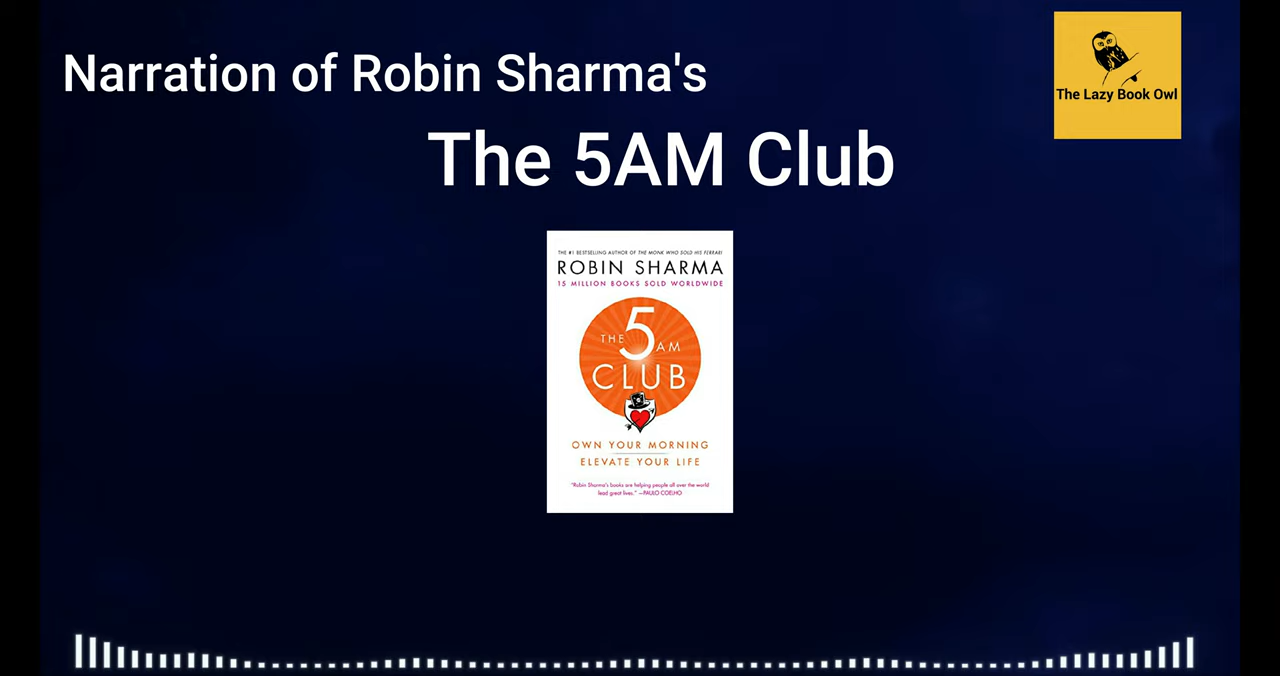 Narration of Robin Sharma's
The Lazy Book Owl
The 5AM Club
THE #1 BESTSELLING AUTHOR OF THE MONK WHO SOLD HIS FERRARI
ROBIN SHARMA
15 MILLION BOOKS SOLD WORLDWIDE
THE 5 AM
CLUB
OWN YOUR MORNING
ELEVATE YOUR LIFE
"Robin Sharma's books are helping people all over the world
lead great lives." —PAULO COELHO